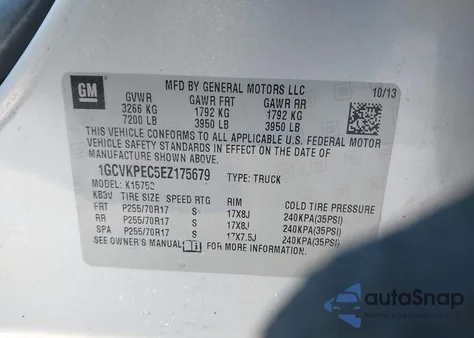 GM
MFD BY GENERAL MOTORS LLC
10/13
GVWR GAWR FRT GAWR RR
3266 KG 1792 KG 1792 KG
7200 LB 3950 LB 3950 LB
THIS VEHICLE CONFORMS TO ALL APPLICABLE U.S. FEDERAL MOTOR
VEHICLE SAFETY STANDARDS IN EFFECT ON THE DATE OF
MANUFACTURE SHOWN ABOVE.
1GCVKPEC5EZ175679 TYPE: TRUCK
MODEL: K15753
TIRE SIZE SPEED RTG RIM COLD TIRE PRESSURE
FRT P255/70R17 S 17X8J 240KPA(35PSI)
RR P255/70R17 S 17X8J 240KPA(35PSI)
SPA P255/70R17 S 17X7.5J 240KPA(35PSI)
SEE OWNER'S MANUAL FOR MORE INFORMATION.
autoSnap